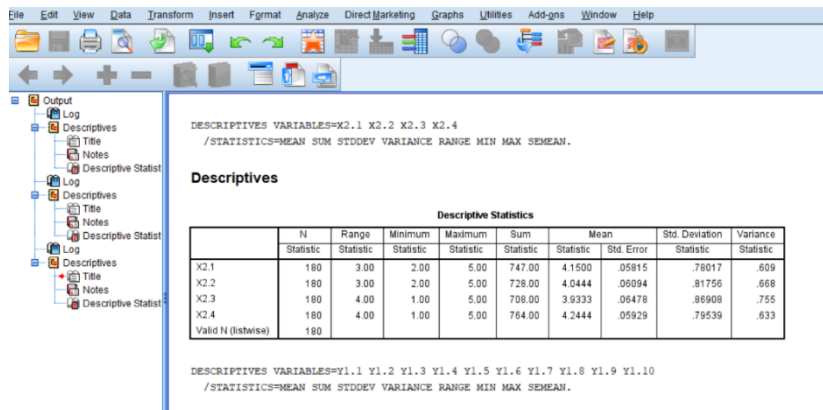 File Edit View Data Transform Insert Format Analyze Direct Marketing Graphs Utilities Add-ons Window Help
Output
Log
Descriptives
Title
Notes
Descriptive Statist
Log
Descriptives
Title
Notes
Descriptive Statist
Log
Descriptives
Title
Notes
Descriptive Statist
DESCRIPTIVES VARIABLES=X2.1 X2.2 X2.3 X2.4
/STATISTICS=MEAN SUM STDDEV VARIANCE RANGE MIN MAX SEMEAN.
Descriptives
Descriptive Statistics
N Range Minimum Maximum Sum Mean Std. Deviation Variance
Statistic Statistic Statistic Statistic Statistic Statistic Std. Error Statistic Statistic
X2.1 180 3.00 2.00 5.00 747.00 4.1500 .05815 .78017 .609
X2.2 180 3.00 2.00 5.00 728.00 4.0444 .06094 .81756 .668
X2.3 180 4.00 1.00 5.00 708.00 3.9333 .06478 .86908 .755
X2.4 180 4.00 1.00 5.00 764.00 4.2444 .05929 .79539 .633
Valid N (listwise) 180
DESCRIPTIVES VARIABLES=Y1.1 Y1.2 Y1.3 Y1.4 Y1.5 Y1.6 Y1.7 Y1.8 Y1.9 Y1.10
/STATISTICS=MEAN SUM STDDEV VARIANCE RANGE MIN MAX SEMEAN.